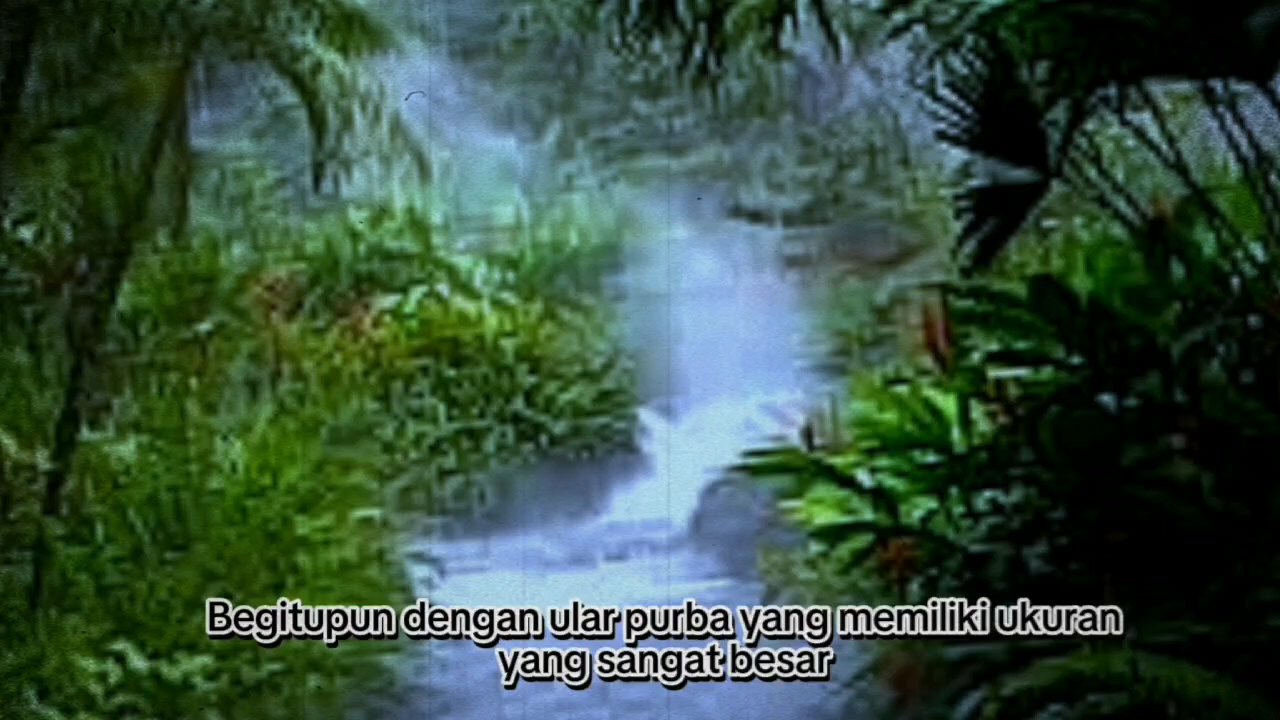 Begitupun dengan ular purba yang memiliki ukuran
yang sangat besar